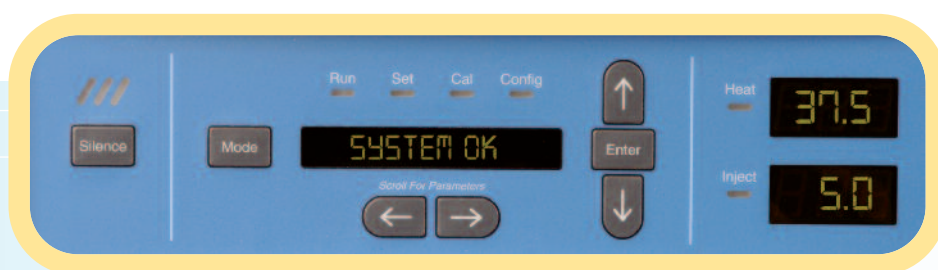 Run Set Cal Config
Heat
37.5
Silence
Mode
SYSTEM OK
Enter
Scroll For Parameters
Inject
5.0